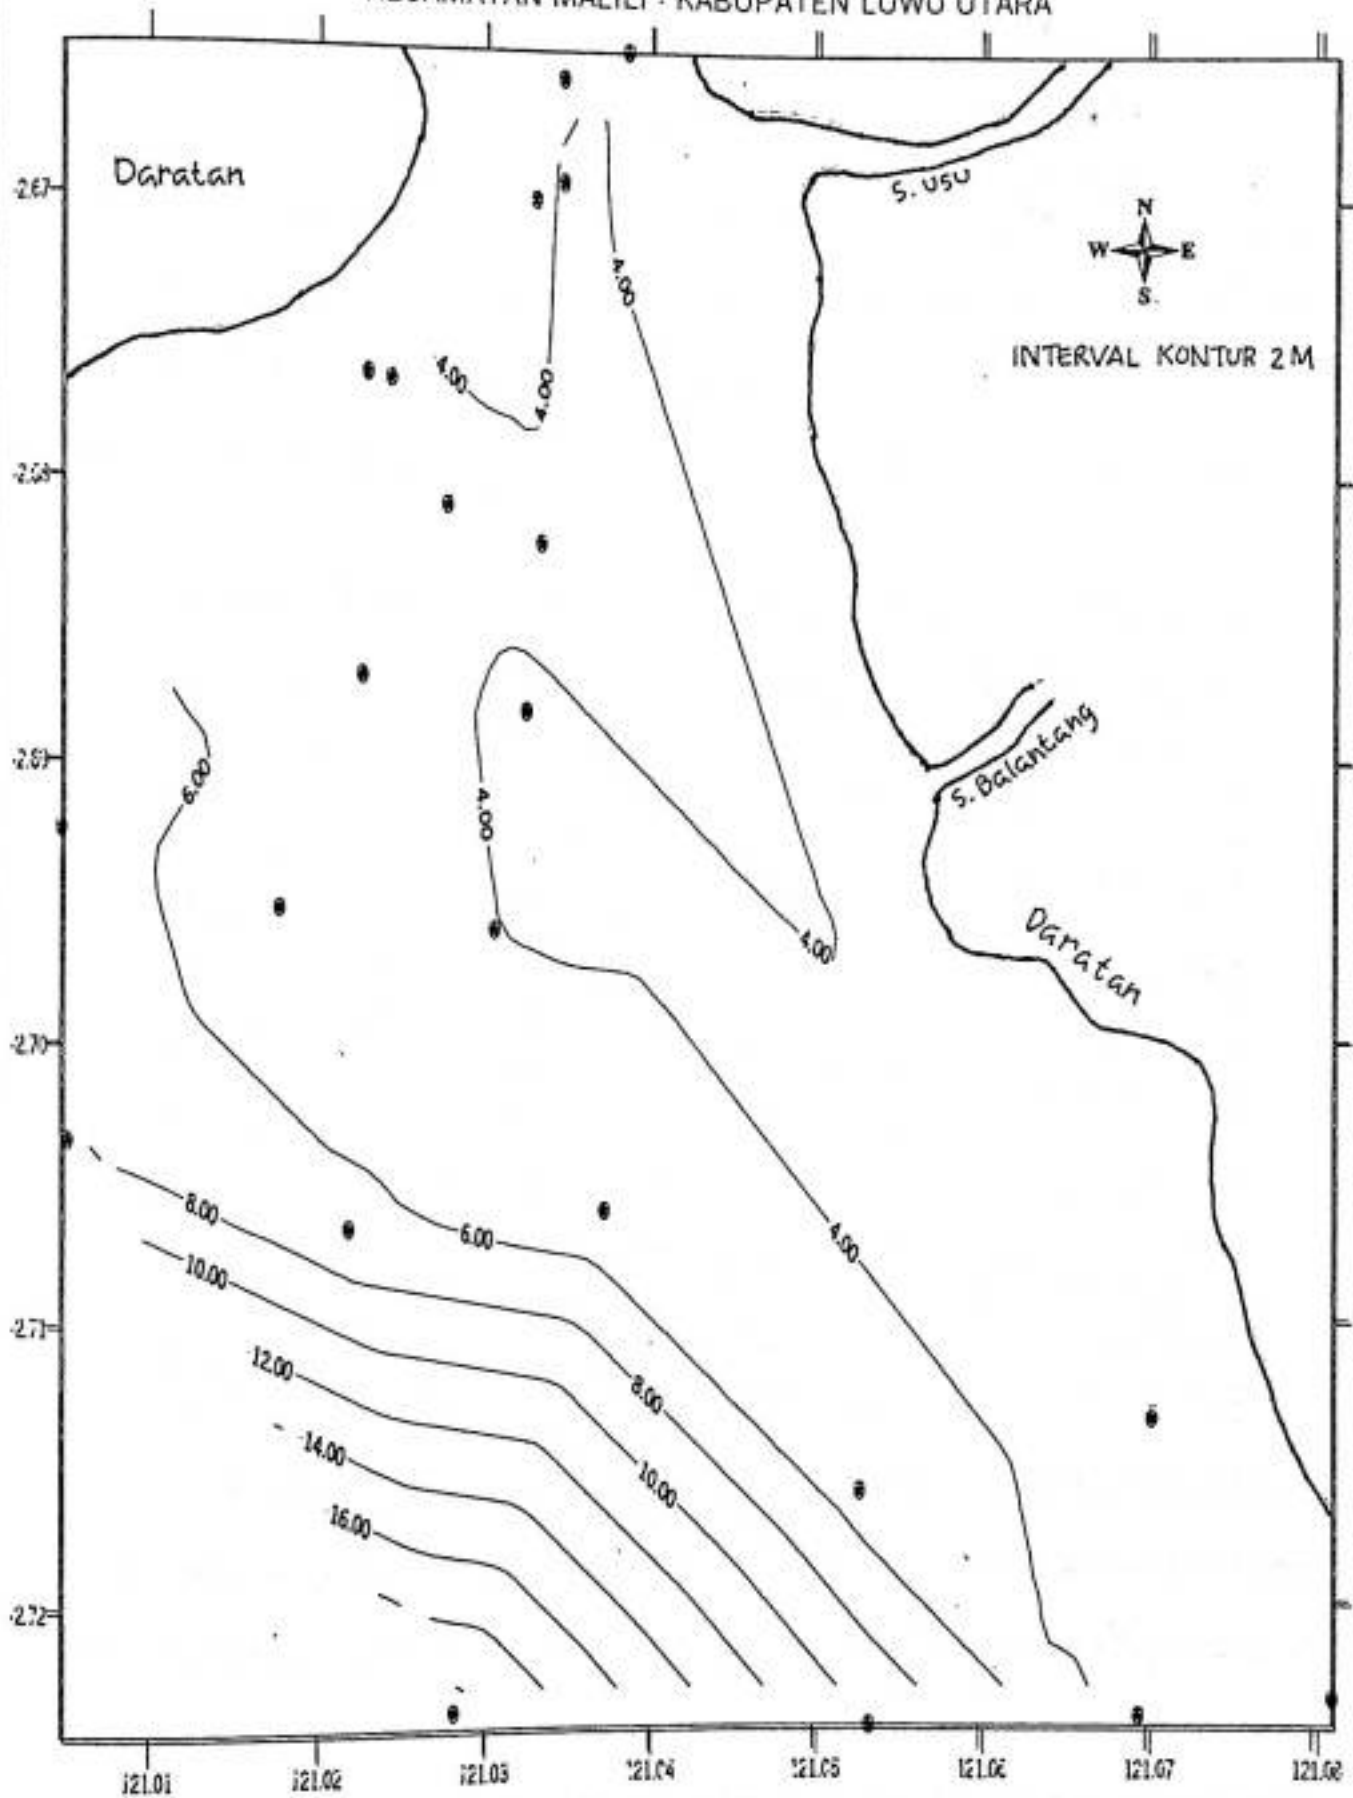 KECAMATAN MALILI - KABUPATEN LUWU UTARA
Daratan
-2.67
S. USU
N
W E
S
4.00
INTERVAL KONTUR 2 M
4.00
4.00
-2.68
-2.69
6.00
4.00
S. Balantang
4.00
Daratan
-2.70
8.00
6.00
4.00
10.00
-2.71
12.00
8.00
14.00
10.00
16.00
-2.72
121.01 121.02 121.03 121.04 121.05 121.06 121.07 121.08